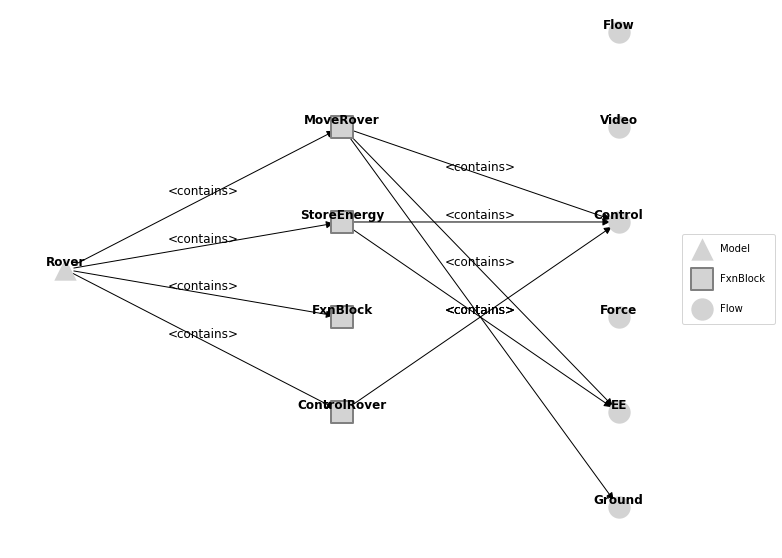 Flow
MoveRover
Video
<contains>
<contains>
StoreEnergy
<contains>
Control
<contains>
Rover
<contains>
Model
<contains>
FxnBlock
FxnBlock
<contains>
Force
Flow
<contains>
ControlRover
EE
Ground